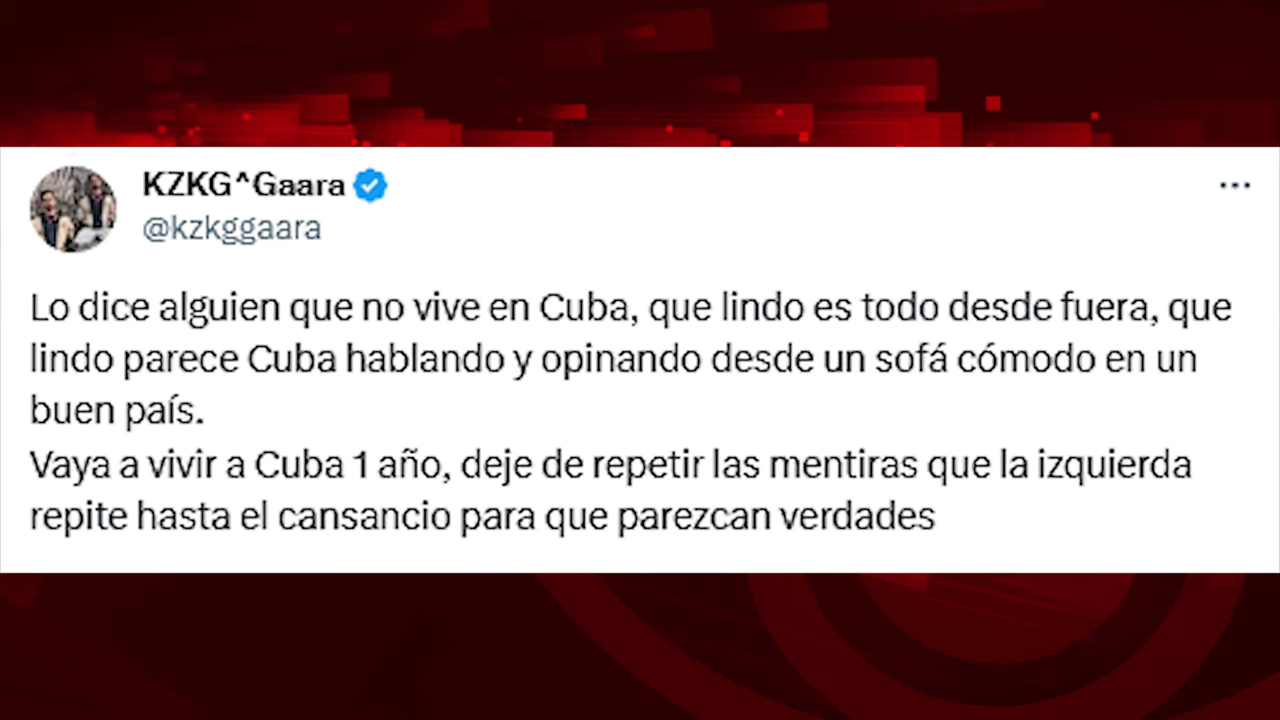 KZKG^Gaara
@kzkggaara
Lo dice alguien que no vive en Cuba, que lindo es todo desde fuera, que
lindo parece Cuba hablando y opinando desde un sofá cómodo en un
buen país.
Vaya a vivir a Cuba 1 año, deje de repetir las mentiras que la izquierda
repite hasta el cansancio para que parezcan verdades